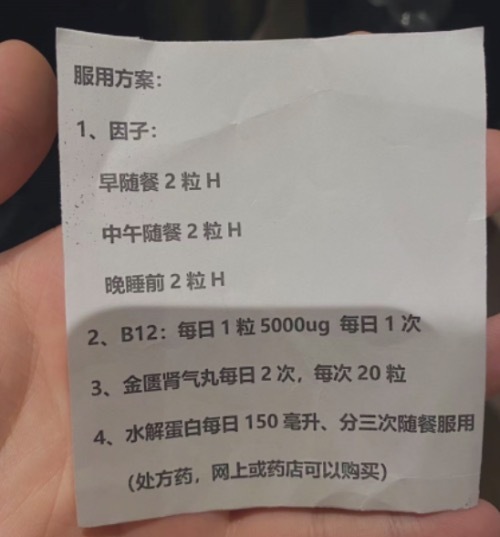 服用方案：
1、因子：
早随餐 2 粒 H
中午随餐 2 粒 H
晚睡前 2 粒 H
2、B12：每日 1 粒 5000ug 每日 1 次
3、金匮肾气丸每日 2 次，每次 20 粒
4、水解蛋白每日 150 毫升、分三次随餐服用
（处方药，网上或药店可以购买）